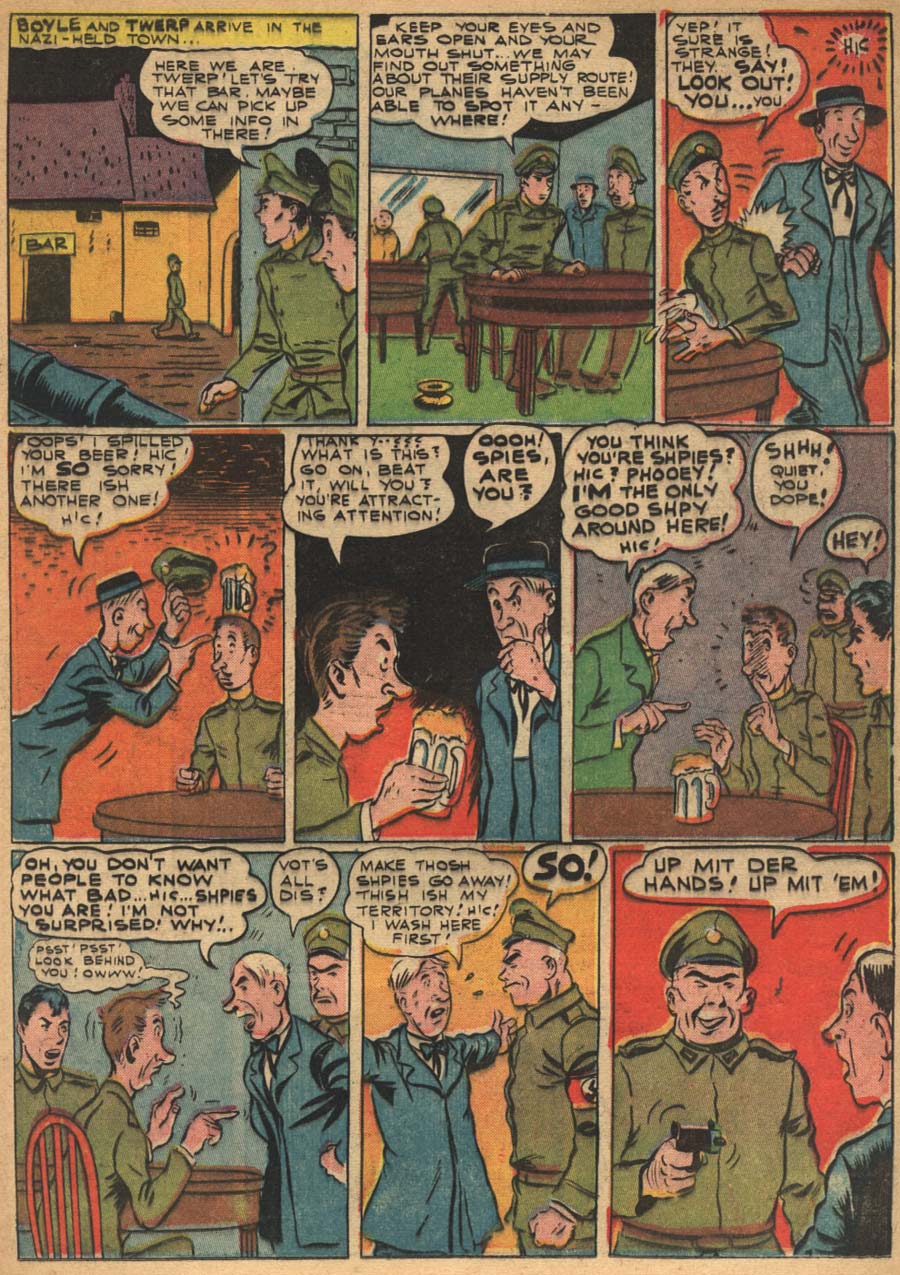 BOYLE AND TWERP ARRIVE IN THE
NAZI-HELD TOWN...
HERE WE ARE,
TWERP! LET'S TRY
THAT BAR. MAYBE
WE CAN PICK UP
SOME INFO IN
THERE!
BAR
KEEP YOUR EYES AND
EARS OPEN AND YOUR
MOUTH SHUT... WE MAY
FIND OUT SOMETHING
ABOUT THEIR SUPPLY ROUTE!
OUR PLANES HAVEN'T BEEN
ABLE TO SPOT IT ANY-
WHERE!
YEP! IT
SURE IS
STRANGE!
THEY.. SAY!
LOOK OUT!
YOU...YOU
HIC
OOPS! I SPILLED
YOUR BEER! HIC!
I'M SO SORRY!
THERE ISH
ANOTHER ONE!
HIC!
THANK Y--???
WHAT IS THIS?
GO ON, BEAT
IT, WILL YOU?
YOU'RE ATTRACT-
ING ATTENTION!
OOOH!
SPIES,
ARE
YOU?
YOU THINK
YOU'RE SHPIES?
HIC? PHOOEY!
I'M THE ONLY
GOOD SHPY
AROUND HERE!
HIC!
SHHH!
QUIET,
YOU
DOPE!
HEY!
OH, YOU DON'T WANT
PEOPLE TO KNOW
WHAT BAD...HIC...SHPIES
YOU ARE! I'M NOT
SURPRISED! WHY!..
PSST! PSST!
LOOK BEHIND
YOU! OWWW!
VOT'S
ALL
DIS?
MAKE THOSH
SHPIES GO AWAY!
THISH ISH MY
TERRITORY! HIC!
I WASH HERE
FIRST!
SO!
UP MIT DER
HANDS! UP MIT 'EM!